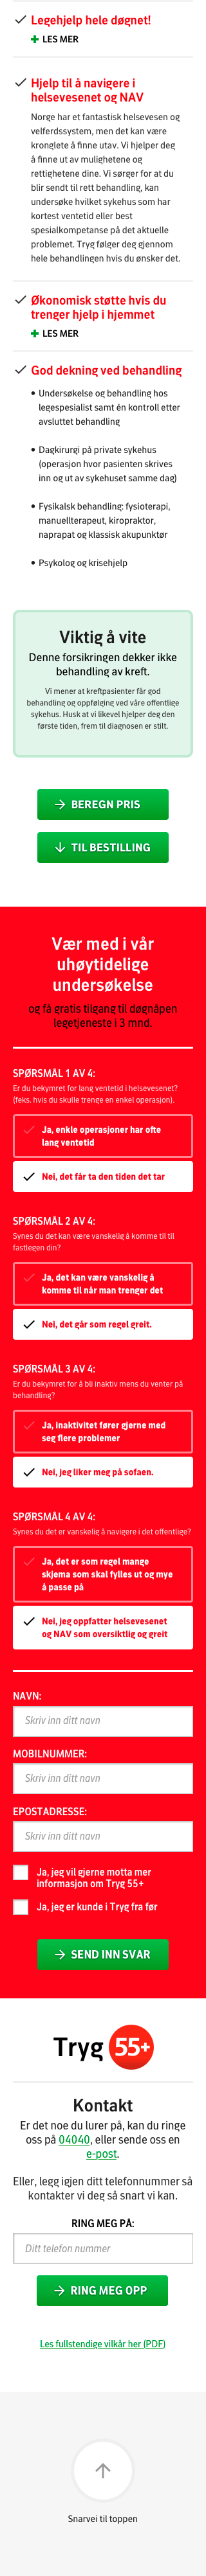 Legehjelp hele døgnet!
LES MER
Hjelp til å navigere i
helsevesenet og NAV
Norge har et fantastisk helsevesen og
velferdssystem, men det kan være
kronglete å finne utav. Vi hjelper deg
å finne ut av mulighetene og
rettighetene dine. Vi sørger for at du
blir sendt til rett behandling, kan
undersøke hvilket sykehus som har
kortest ventetid eller best
spesialkompetanse på det aktuelle
problemet. Tryg følger deg gjennom
hele behandlingen hvis du ønsker det.
Økonomisk støtte hvis du
trenger hjelp i hjemmet
LES MER
God dekning ved behandling
• Undersøkelse og behandling hos
legespesialist samt én kontroll etter
avsluttet behandling
• Dagkirurgi på private sykehus
(operasjon hvor pasienten skrives
inn og ut av sykehuset samme dag)
• Fysikalsk behandling: fysioterapi,
manuellterapeut, kiropraktor,
naprapat og klassisk akupunktør
• Psykolog og krisehjelp
Viktig å vite
Denne forsikringen dekker ikke
behandling av kreft.
Vi mener at kreftpasienter får god
behandling og oppfølging ved våre offentlige
sykehus. Husk at vi likevel hjelper deg den
første tiden, frem til diagnosen er stilt.
BEREGN PRIS
TIL BESTILLING
Vær med i vår
uhøytidelige
undersøkelse
og få gratis tilgang til døgnåpen
legetjeneste i 3 mnd.
SPØRSMÅL 1 AV 4:
Er du bekymret for lang ventetid i helsevesenet?
(feks. hvis du skulle trenge en enkel operasjon).
Ja, enkle operasjoner har ofte
lang ventetid
Nei, det får ta den tiden det tar
SPØRSMÅL 2 AV 4:
Synes du det kan være vanskelig å komme til til
fastlegen din?
Ja, det kan være vanskelig å
komme til når man trenger det
Nei, det går som regel greit.
SPØRSMÅL 3 AV 4:
Er du bekymret for å bli inaktiv mens du venter på
behandling?
Ja, inaktivitet fører gjerne med
seg flere problemer
Nei, jeg liker meg på sofaen.
SPØRSMÅL 4 AV 4:
Synes du det er vanskelig å navigere i det offentlige?
Ja, det er som regel mange
skjema som skal fylles ut og mye
å passe på
Nei, jeg oppfatter helsevesenet
og NAV som oversiktlig og greit
NAVN:
Skriv inn ditt navn
MOBILNUMMER:
Skriv inn ditt navn
EPOSTADRESSE:
Skriv inn ditt navn
Ja, jeg vil gjerne motta mer
informasjon om Tryg 55+
Ja, jeg er kunde i Tryg fra før
SEND INN SVAR
Tryg 55+
Kontakt
Er det noe du lurer på, kan du ringe
oss på 04040, eller sende oss en
e-post.
Eller, legg igjen ditt telefonnummer så
kontakter vi deg så snart vi kan.
RING MEG PÅ:
Ditt telefon nummer
RING MEG OPP
Les fullstendige vilkår her (PDF)
Snarvei til toppen